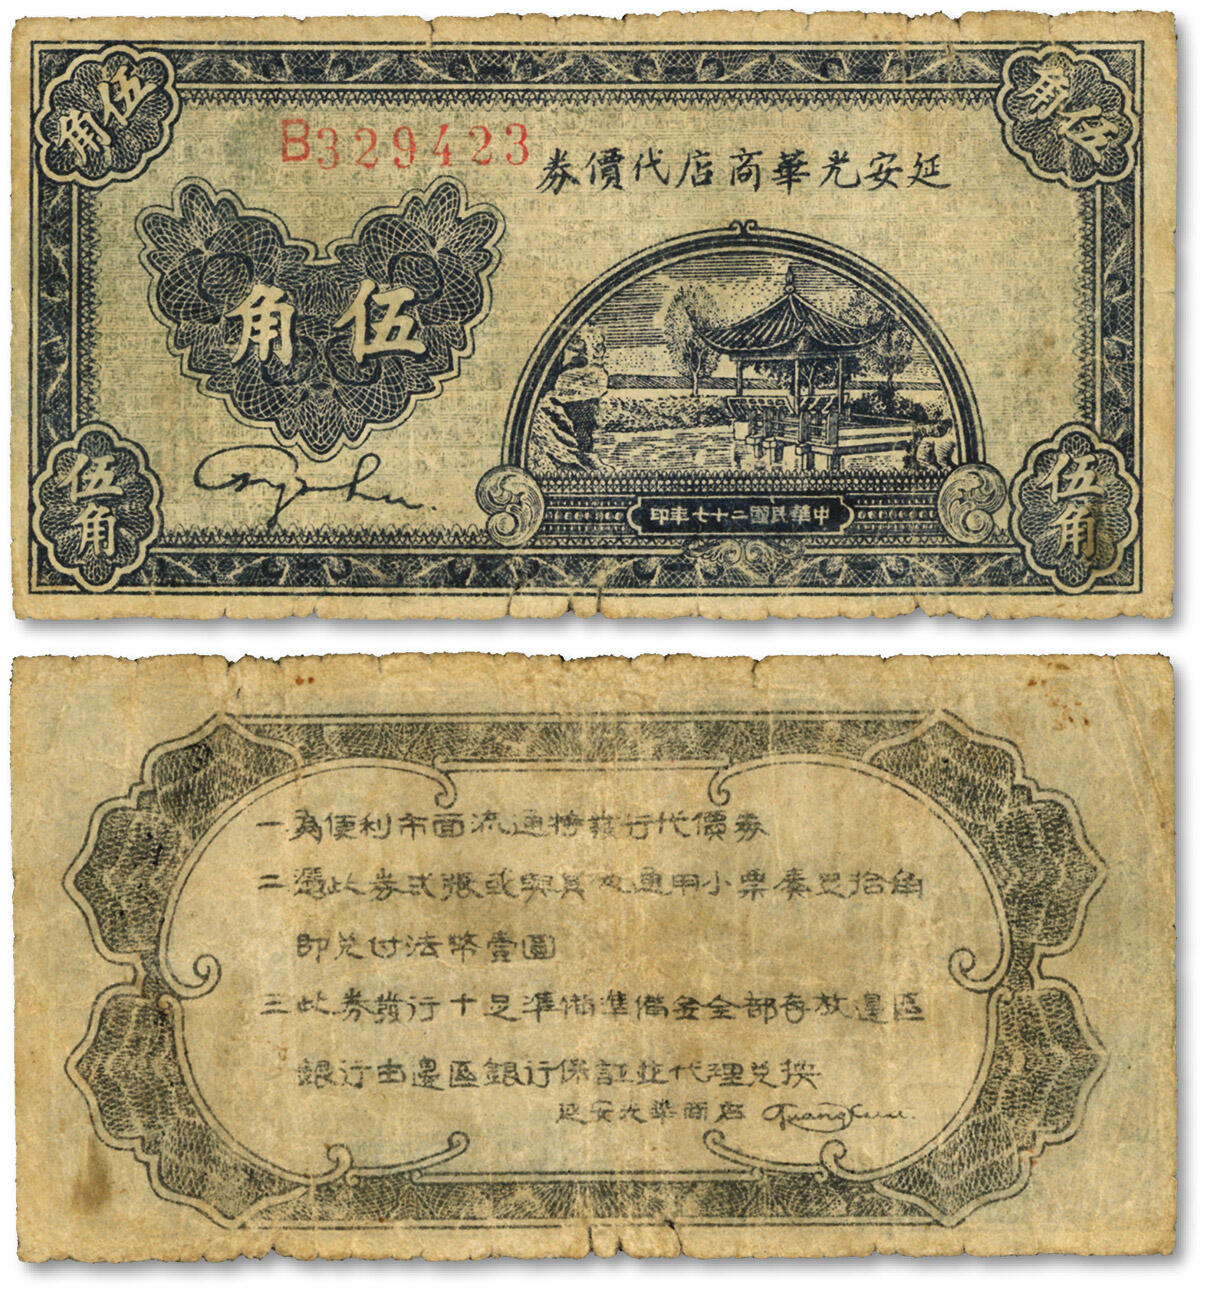 伍角
伍角
B329423
延安光華商店代價券
伍角
伍角
伍角
中華民國二十七年印
一 為便利市面流通特發行代價券
二 憑此券弍張或與其他通用小票湊足拾角
即兌付法幣壹圓
三 此券發行十足準備準備金全部存放邊區
銀行由邊區銀行保証並代理兌換
延安光華商店